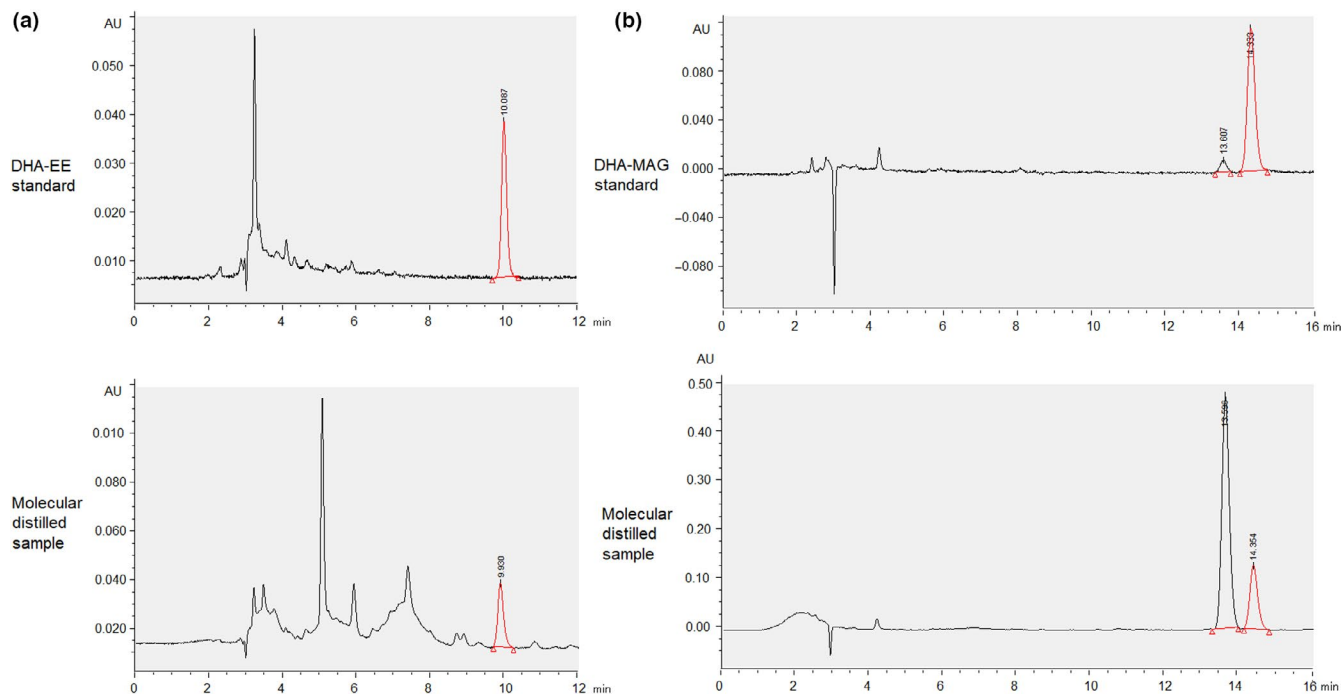 (a)
AU
0.050
0.040
0.030
0.020
0.010
DHA-EE
standard
10.087
0 2 4 6 8 10 12 min
(b)
AU
0.080
0.040
0.000
−0.040
−0.080
DHA-MAG
standard
13.607
14.333
0 2 4 6 8 10 12 14 16 min
AU
0.010
0.080
0.060
0.040
0.020
Molecular
distilled
sample
9.930
0 2 4 6 8 10 12 min
AU
0.50
0.40
0.30
0.20
0.10
0.00
Molecular
distilled
sample
13.596
14.354
0 2 4 6 8 10 12 14 16 min